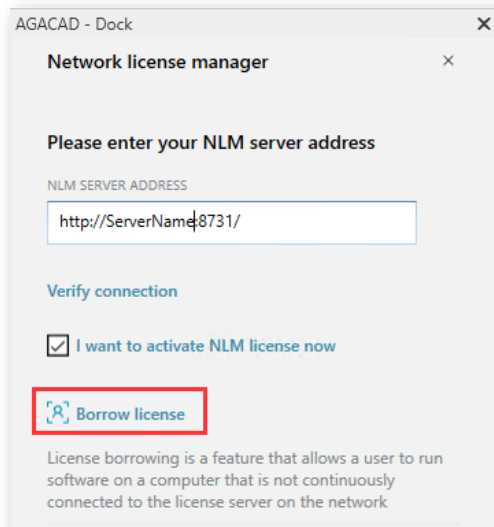 AGACAD - Dock
Network license manager
Please enter your NLM server address
NLM SERVER ADDRESS
http://ServerName:8731/
Verify connection
I want to activate NLM license now
Borrow license
License borrowing is a feature that allows a user to run
software on a computer that is not continuously
connected to the license server on the network